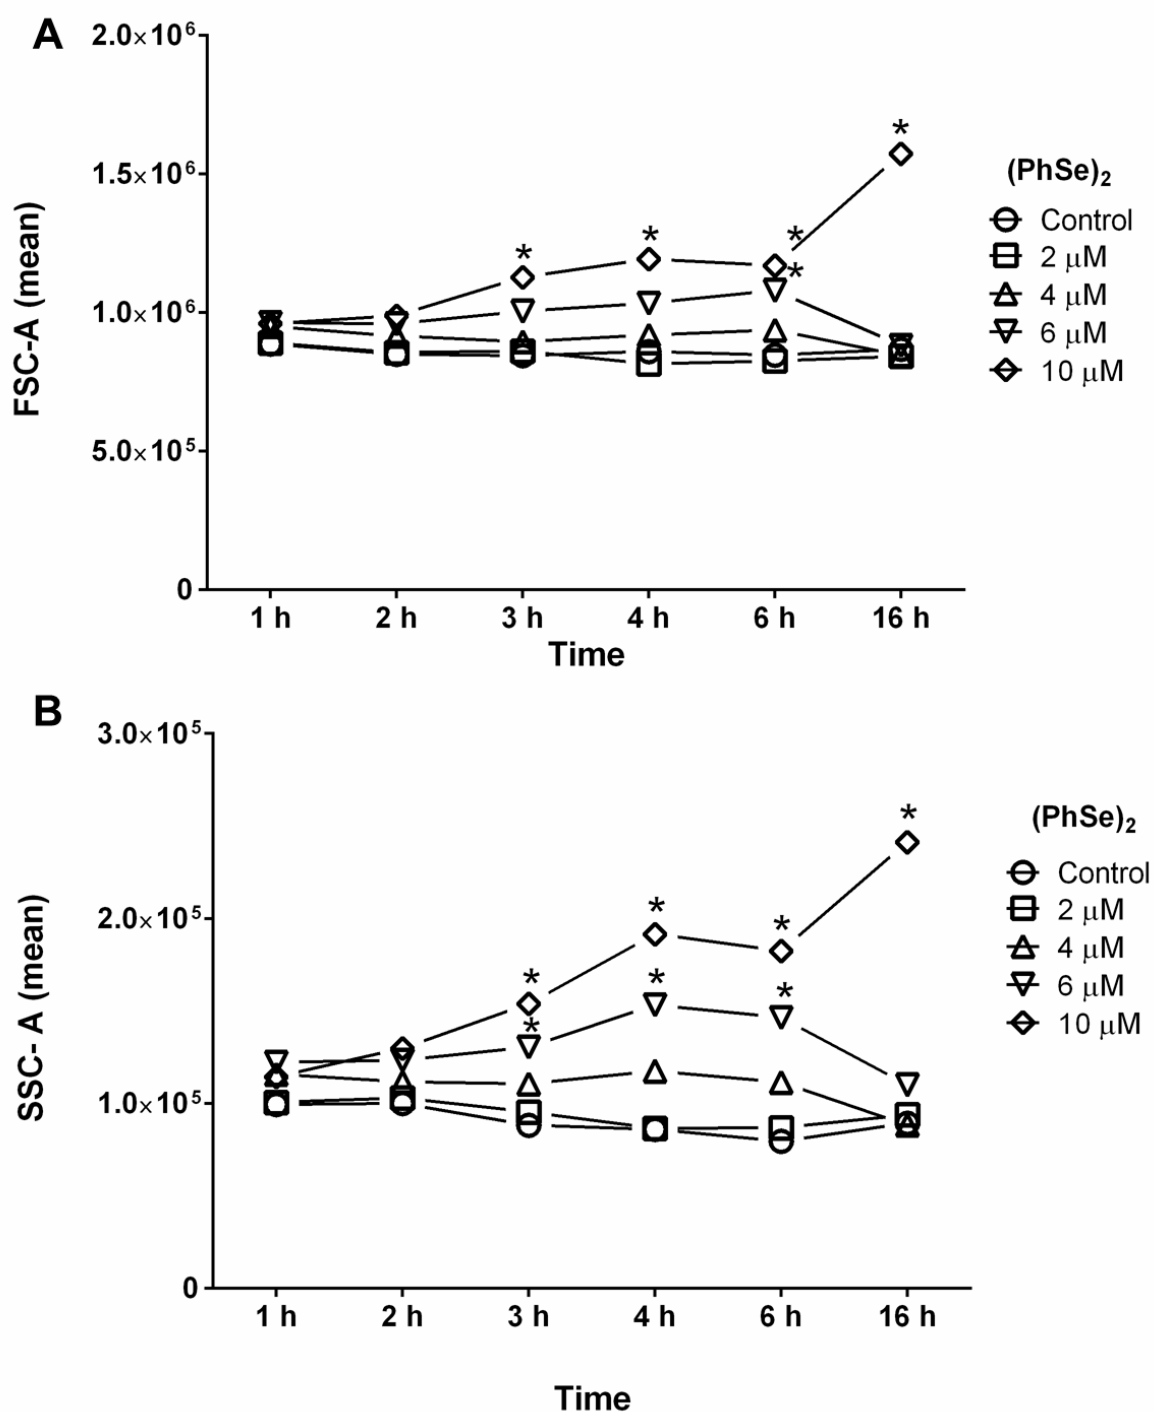 A
2.0×10⁶
1.5×10⁶
1.0×10⁶
5.0×10⁵
0
FSC-A (mean)
*
*
*
*
*
1 h 2 h 3 h 4 h 6 h 16 h
Time
(PhSe)₂
Control
2 μM
4 μM
6 μM
10 μM
B
3.0×10⁵
2.0×10⁵
1.0×10⁵
0
SSC- A (mean)
*
*
*
*
*
*
*
1 h 2 h 3 h 4 h 6 h 16 h
Time
(PhSe)₂
Control
2 μM
4 μM
6 μM
10 μM